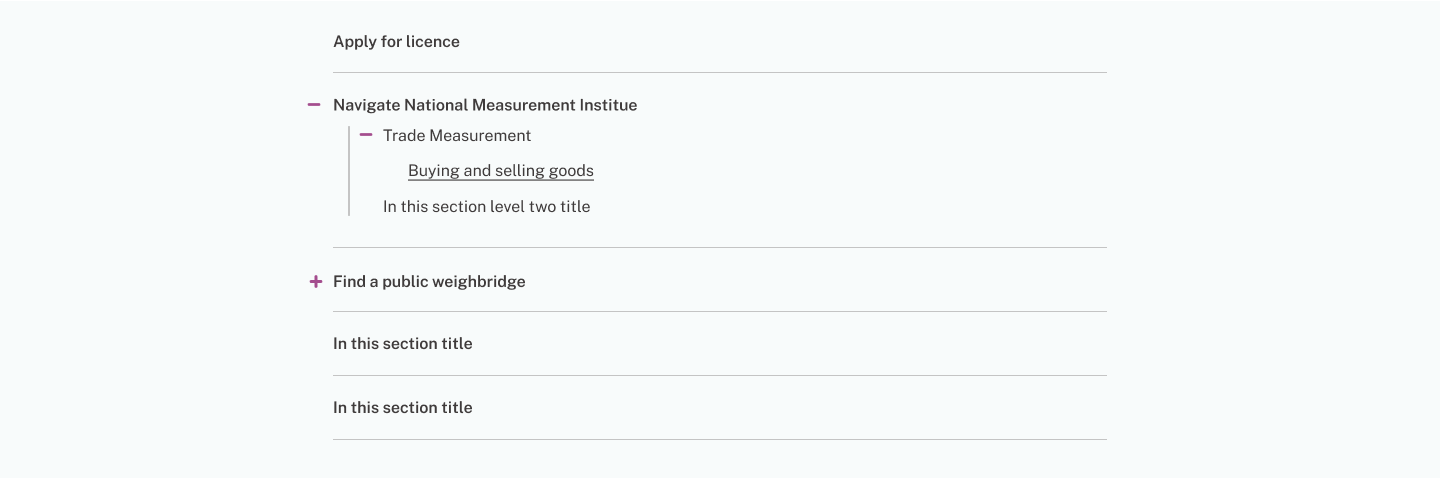 Apply for licence
Navigate National Measurement Institue
Trade Measurement
Buying and selling goods
In this section level two title
Find a public weighbridge
In this section title
In this section title